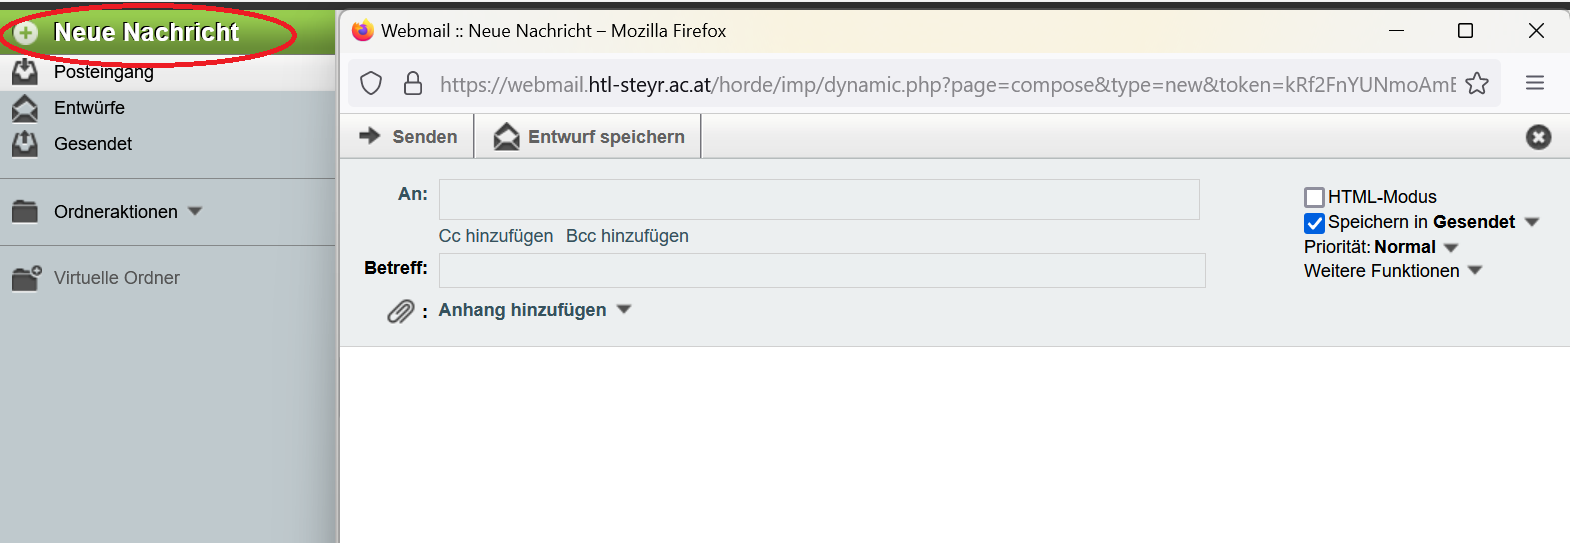 Neue Nachricht
Posteingang
Entwürfe
Gesendet
Ordneraktionen
Virtuelle Ordner
Webmail :: Neue Nachricht – Mozilla Firefox
https://webmail.htl-steyr.ac.at/horde/imp/dynamic.php?page=compose&type=new&token=kRf2FnYUNmoAmE
Senden
Entwurf speichern
An:
Cc hinzufügen Bcc hinzufügen
Betreff:
: Anhang hinzufügen
HTML-Modus
Speichern in Gesendet
Priorität: Normal
Weitere Funktionen